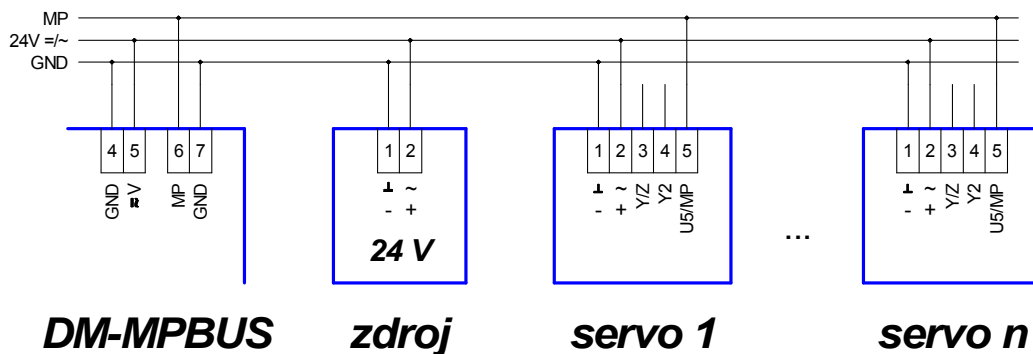 MP
24V =/~
GND
4 5 6 7
GND
V
MP
GND
1 2
⊥ ~
- +
24 V
1 2 3 4 5
⊥ ~
- +
Y/Z
Y2
U5/MP
...
1 2 3 4 5
⊥ ~
- +
Y/Z
Y2
U5/MP
DM-MPBUS
zdroj
servo 1
servo n